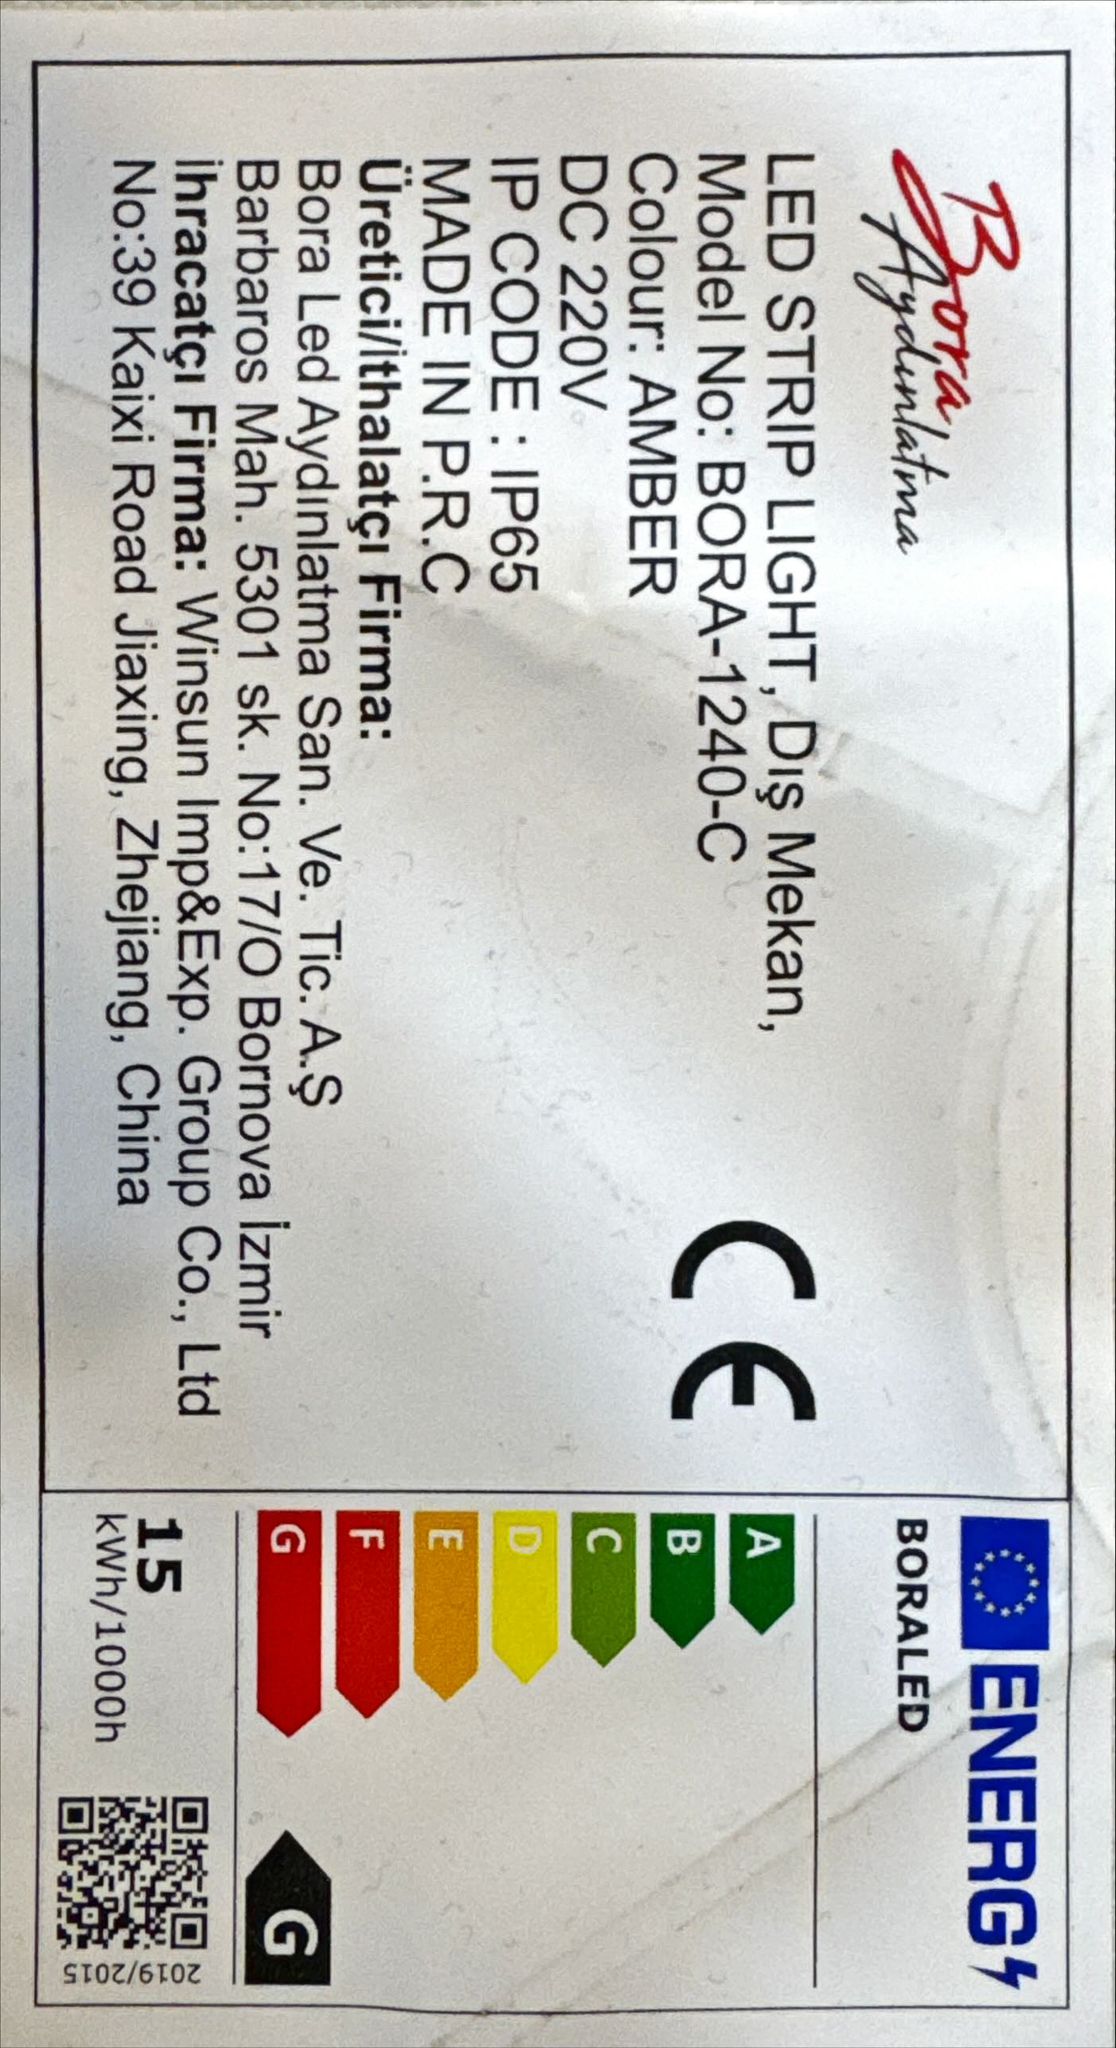 Bora
Aydınlatma
LED STRIP LIGHT, Dış Mekan,
Model No: BORA-1240-C
Colour: AMBER
DC 220V
IP CODE : IP65
MADE IN P.R.C
Üretici/ithalatçı Firma:
Bora Led Aydınlatma San. Ve. Tic. A.Ş
Barbaros Mah. 5301 sk. No:17/O Bornova İzmir
İhracatçı Firma: Winsun Imp&Exp. Group Co., Ltd
No:39 Kaixi Road Jiaxing, Zhejiang, China
CE
ENERG
BORALED
A
B
C
D
E
F
G
G
15
kWh/1000h
2019/2015